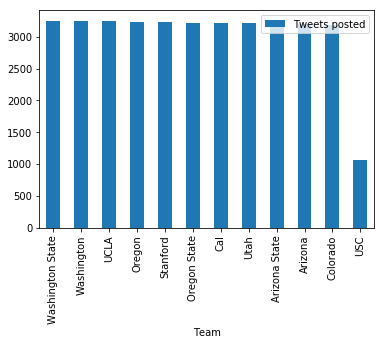 Tweets posted
3000
2500
2000
1500
1000
500
0
Washington State
Washington
UCLA
Oregon
Stanford
Oregon State
Cal
Utah
Arizona State
Arizona
Colorado
USC
Team